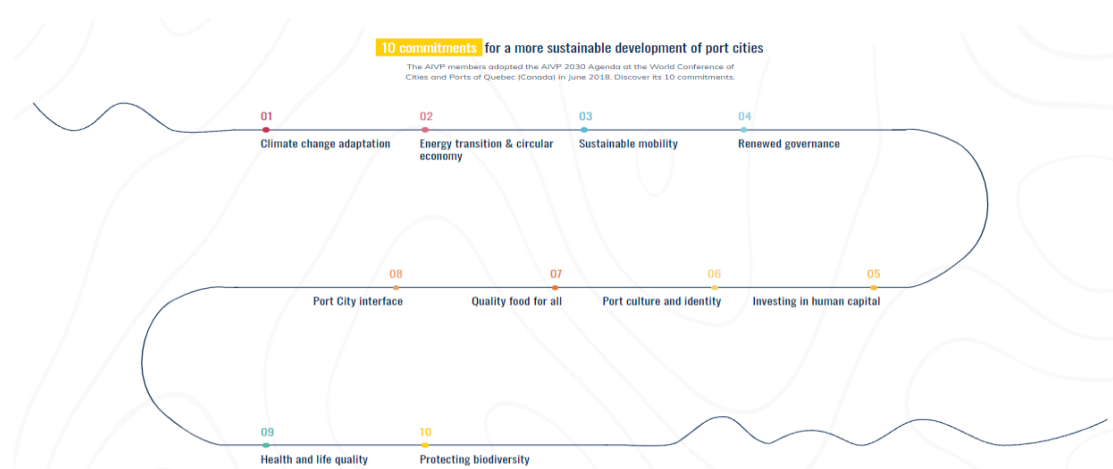 10 commitments for a more sustainable development of port cities
The AIVP members adopted the AIVP 2030 Agenda at the World Conference of
Cities and Ports of Quebec (Canada) in June 2018. Discover its 10 commitments.
01
Climate change adaptation
02
Energy transition & circular
economy
03
Sustainable mobility
04
Renewed governance
05
Investing in human capital
06
Port culture and identity
07
Quality food for all
08
Port City interface
09
Health and life quality
10
Protecting biodiversity